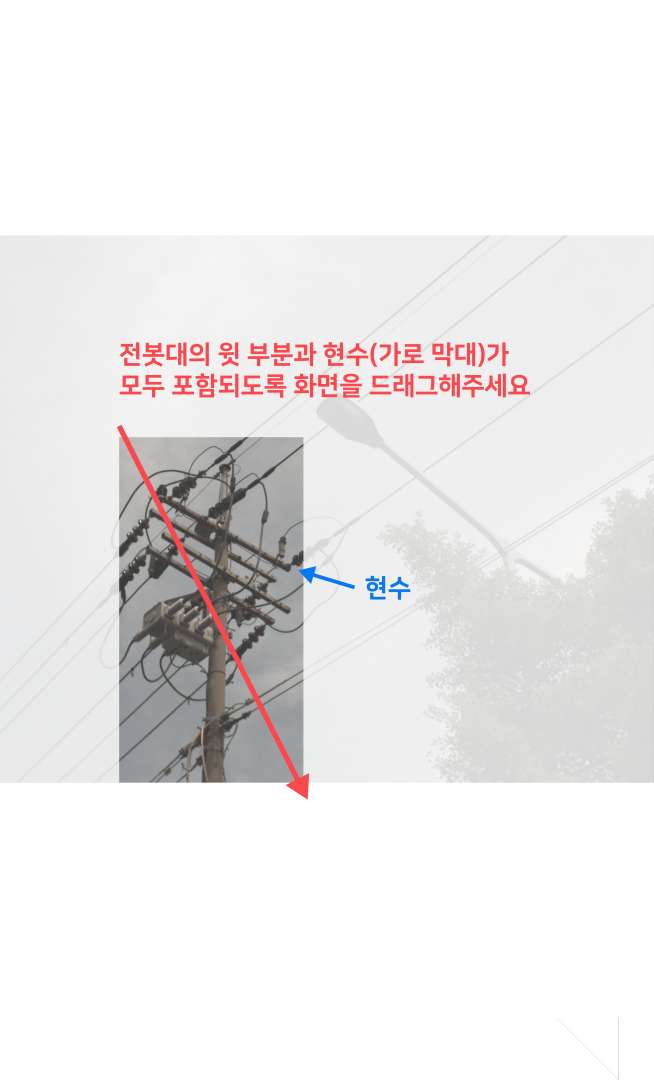 전봇대의 윗 부분과 현수(가로 막대)가
모두 포함되도록 화면을 드래그해주세요
현수